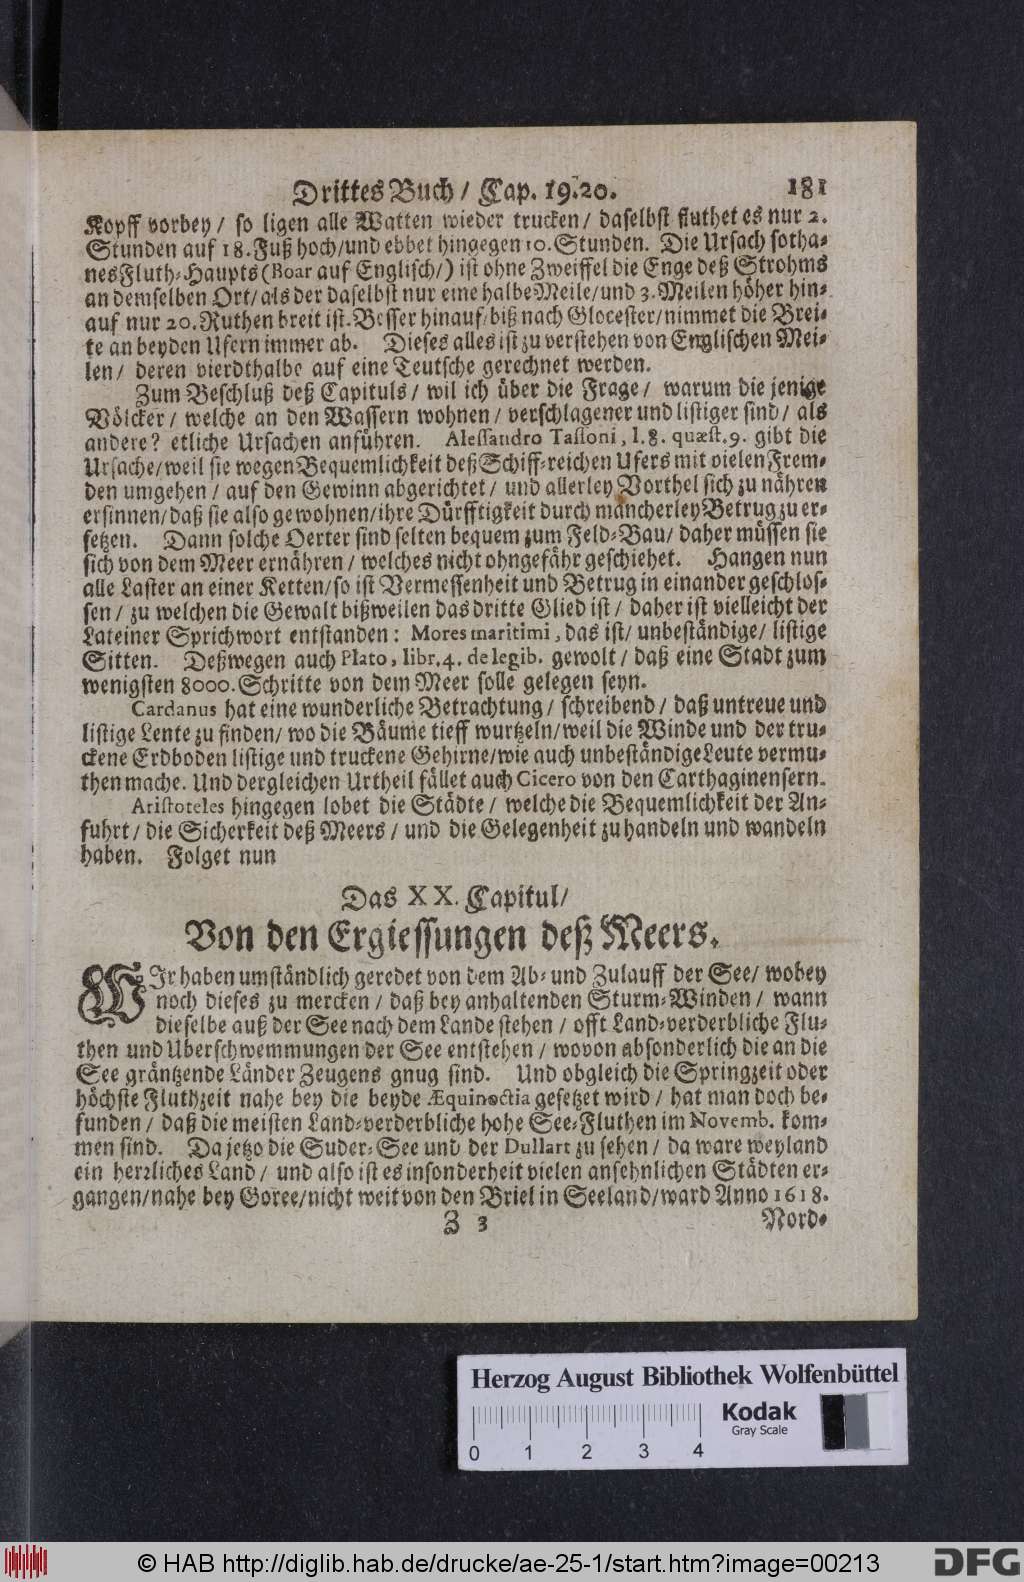 Drittes Buch / Cap. 19. 20. 181
Kopff vorbey / so ligen alle Watten wieder trucken / daselbst fluthet es nur 2.
Stunden auf 18. Fuß hoch / und ebbet hingegen 10. Stunden. Die Ursach sotha-
nes Fluth-Haupts (Boar auf Englisch /) ist ohne Zweiffel die Enge deß Strohms
an demselben Ort / als der daselbst nur eine halbe Meile / und 3. Meilen höher hin-
auf nur 20. Ruthen breit ist. Besser hinauf / biß nach Glocester / nimmet die Brei-
te an beyden Ufern immer ab. Dieses alles ist zu verstehen von Englischen Mei-
len / deren vierdthalbe auf eine Teutsche gerechnet werden.
Zum Beschluß deß Capituls / wil ich über die Frage / warum die jenige
Völcker / welche an den Wassern wohnen / verschlagener und listiger sind / als
andere? etliche Ursachen anführen. Alessandro Tassoni, l. 8. quæst. 9. gibt die
Ursache / weil sie wegen Bequemlichkeit deß Schiff-reichen Ufers mit vielen Frem-
den umgehen / auf den Gewinn abgerichtet / und allerley Vorthel sich zu nähren
ersinnen / daß sie also gewohnen / ihre Dürfftigkeit durch mancherley Betrug zu er-
setzen. Dann solche Oerter sind selten bequem zum Feld-Bau / daher müssen sie
sich von dem Meer ernähren / welches nicht ohngefähr geschiehet. Hangen nun
alle Laster an einer Ketten / so ist Vermessenheit und Betrug in einander geschlos-
sen / zu welchen die Gewalt bißweilen das dritte Glied ist / daher ist vielleicht der
Lateiner Sprichwort entstanden: Mores maritimi, das ist / unbeständige / listige
Sitten. Deßwegen auch Plato, libr. 4. de legib. gewolt / daß eine Stadt zum
wenigsten 8000. Schritte von dem Meer solle gelegen seyn.
Cardanus hat eine wunderliche Betrachtung / schreibend / daß untreue und
listige Lente zu finden / wo die Bäume tieff wurtzeln / weil die Winde und der tru-
ckene Erdboden listige und truckene Gehirne / wie auch unbeständige Leute vermu-
then mache. Und dergleichen Urtheil fället auch Cicero von den Carthaginensern.
Aristoteles hingegen lobet die Städte / welche die Bequemlichkeit der An-
fuhrt / die Sicherkeit deß Meers / und die Gelegenheit zu handeln und wandeln
haben. Folget nun
Das XX. Capitul /
Von den Ergiessungen deß Meers.
WIr haben umständlich geredet von dem Ab- und Zulauff der See / wobey
noch dieses zu mercken / daß bey anhaltenden Sturm-Winden / wann
dieselbe auß der See nach dem Lande stehen / offt Land-verderbliche Flu-
then und Uberschwemmungen der See entstehen / wovon absonderlich die an die
See gräntzende Länder Zeugens gnug sind. Und obgleich die Springzeit oder
höchste Fluthzeit nahe bey die beyde Æquinoctia gesetzet wird / hat man doch be-
funden / daß die meisten Land-verderbliche hohe See-Fluthen im Novemb. kom-
men sind. Da jetzo die Suder-See und der Dullart zu sehen / da ware weyland
ein herꝛliches Land / und also ist es insonderheit vielen ansehnlichen Städten er-
gangen / nahe bey Goree / nicht weit von den Briel in Seeland / ward Anno 1618.
Z 3 Nord-
Herzog August Bibliothek Wolfenbüttel
Kodak
Gray Scale
0 1 2 3 4
© HAB http://diglib.hab.de/drucke/ae-25-1/start.htm?image=00213
DFG